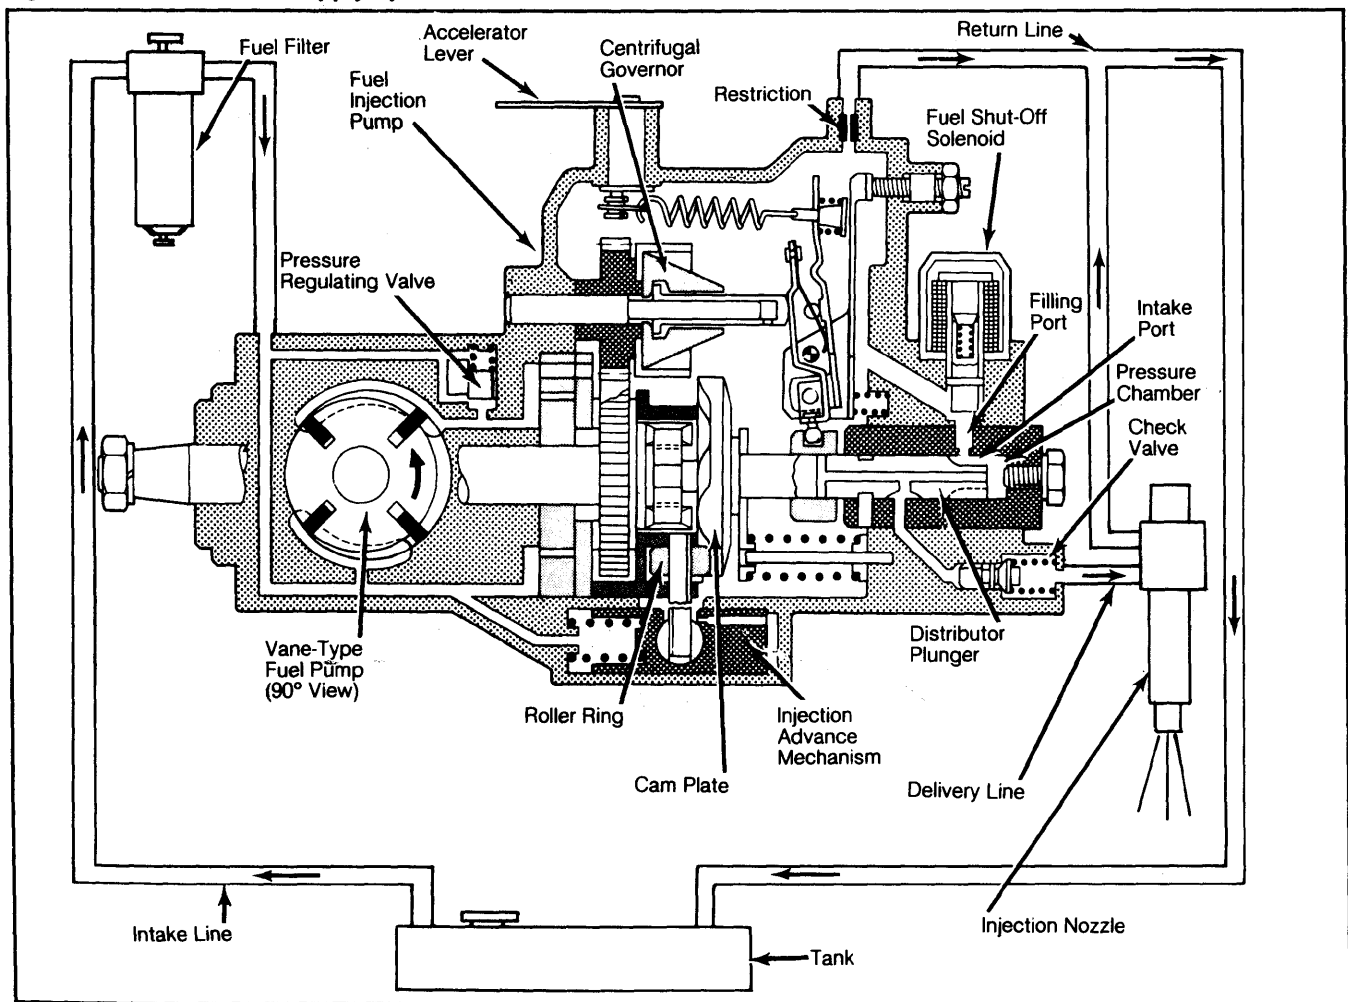 Fuel Filter
Accelerator
Lever
Centrifugal
Governor
Return Line
Fuel
Injection
Pump
Restriction
Fuel Shut-Off
Solenoid
Pressure
Regulating Valve
Filling
Port
Intake
Port
Pressure
Chamber
Check
Valve
Vane-Type
Fuel Pump
(90° View)
Roller Ring
Cam Plate
Injection
Advance
Mechanism
Distributor
Plunger
Delivery Line
Injection Nozzle
Intake Line
Tank